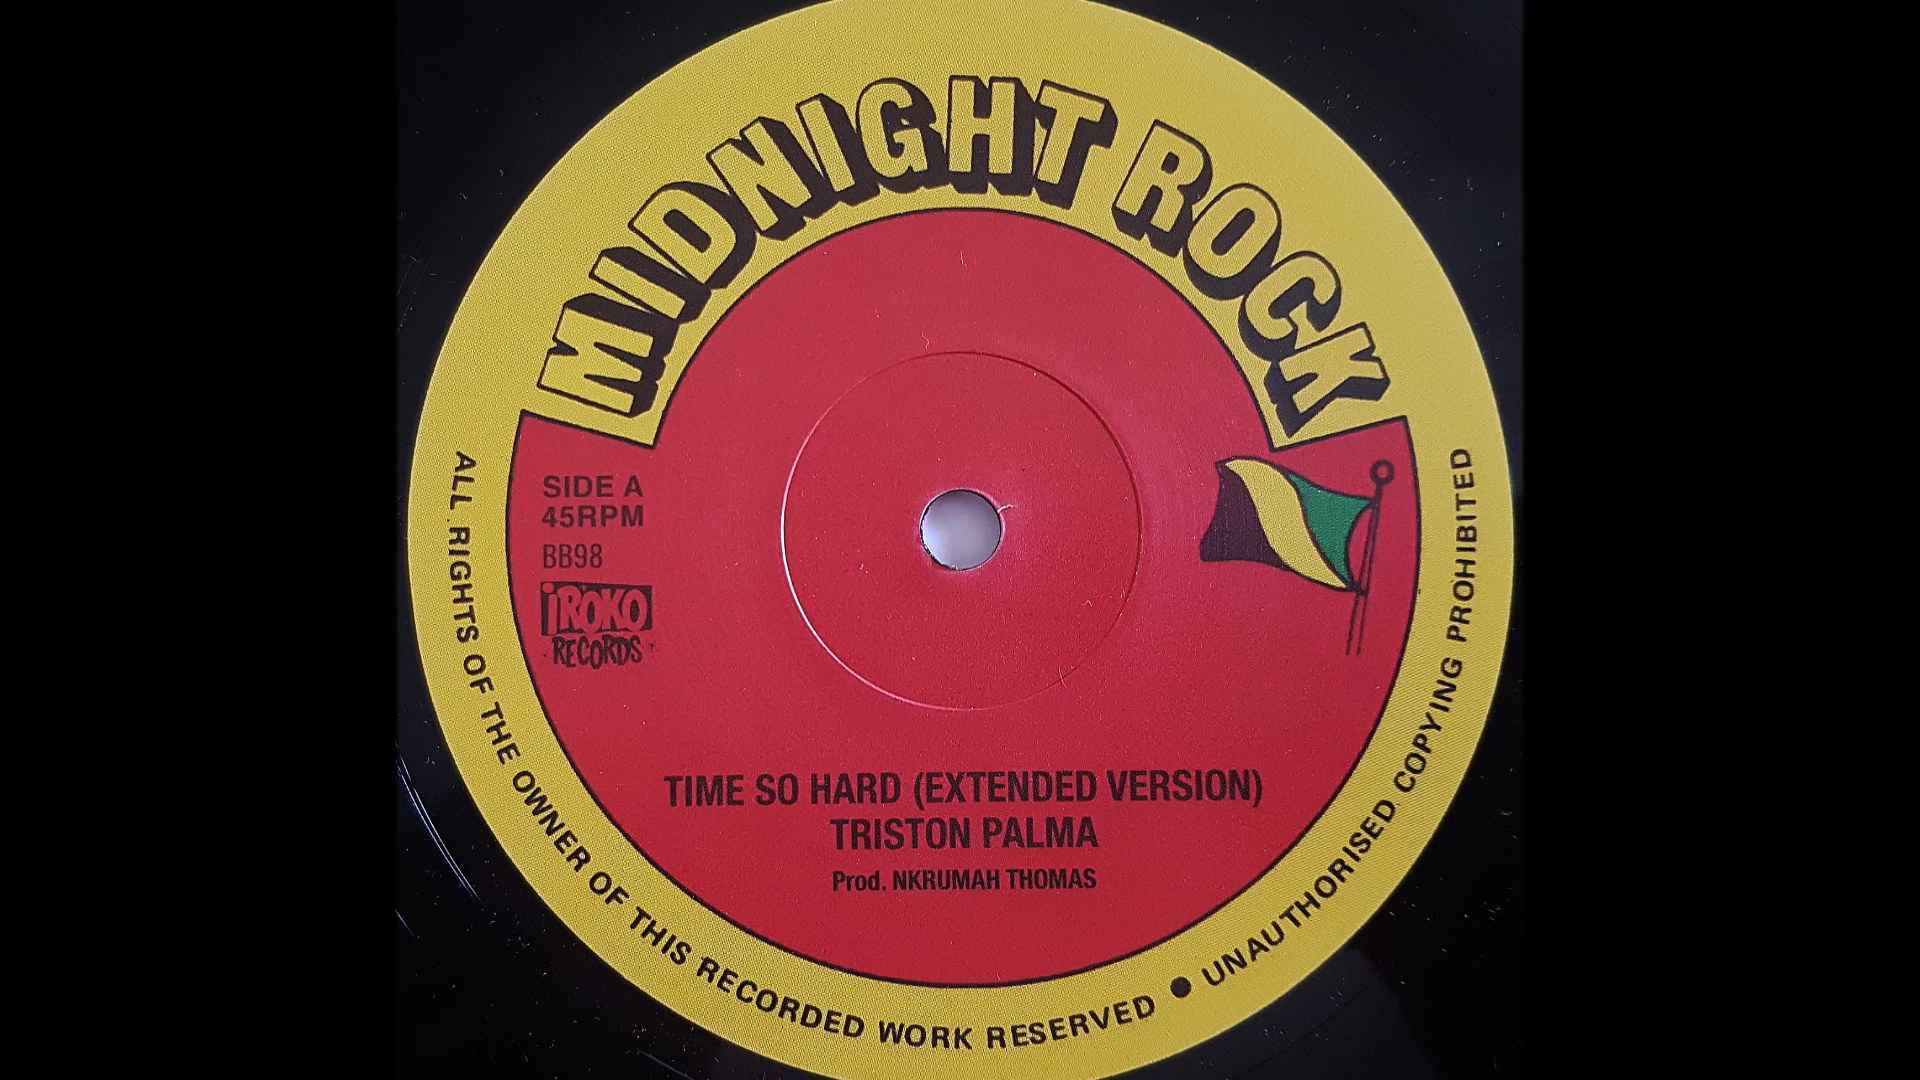 MIDNIGHT ROCK
SIDE A
45RPM
BB98
iROKO
RECORDS
TIME SO HARD (EXTENDED VERSION)
TRISTON PALMA
Prod. NKRUMAH THOMAS
ALL RIGHTS OF THE OWNER OF THIS RECORDED WORK RESERVED ● UNAUTHORISED COPYING PROHIBITED